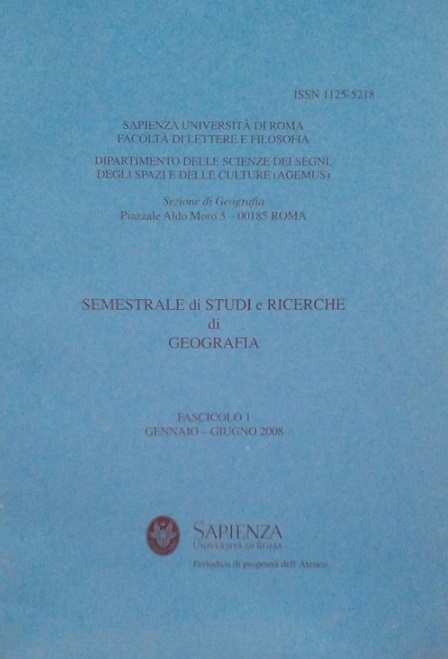 ISSN 1125-5218
SAPIENZA UNIVERSITÀ DI ROMA
FACOLTÀ DI LETTERE E FILOSOFIA
DIPARTIMENTO DELLE SCIENZE DEI SEGNI,
DEGLI SPAZI E DELLE CULTURE (AGEMUS)
Sezione di Geografia
Piazzale Aldo Moro 5 – 00185 ROMA
SEMESTRALE di STUDI e RICERCHE
di
GEOGRAFIA
FASCICOLO 1
GENNAIO – GIUGNO 2008
SAPIENZA
UNIVERSITÀ DI ROMA
Periodico di proprietà dell'Ateneo